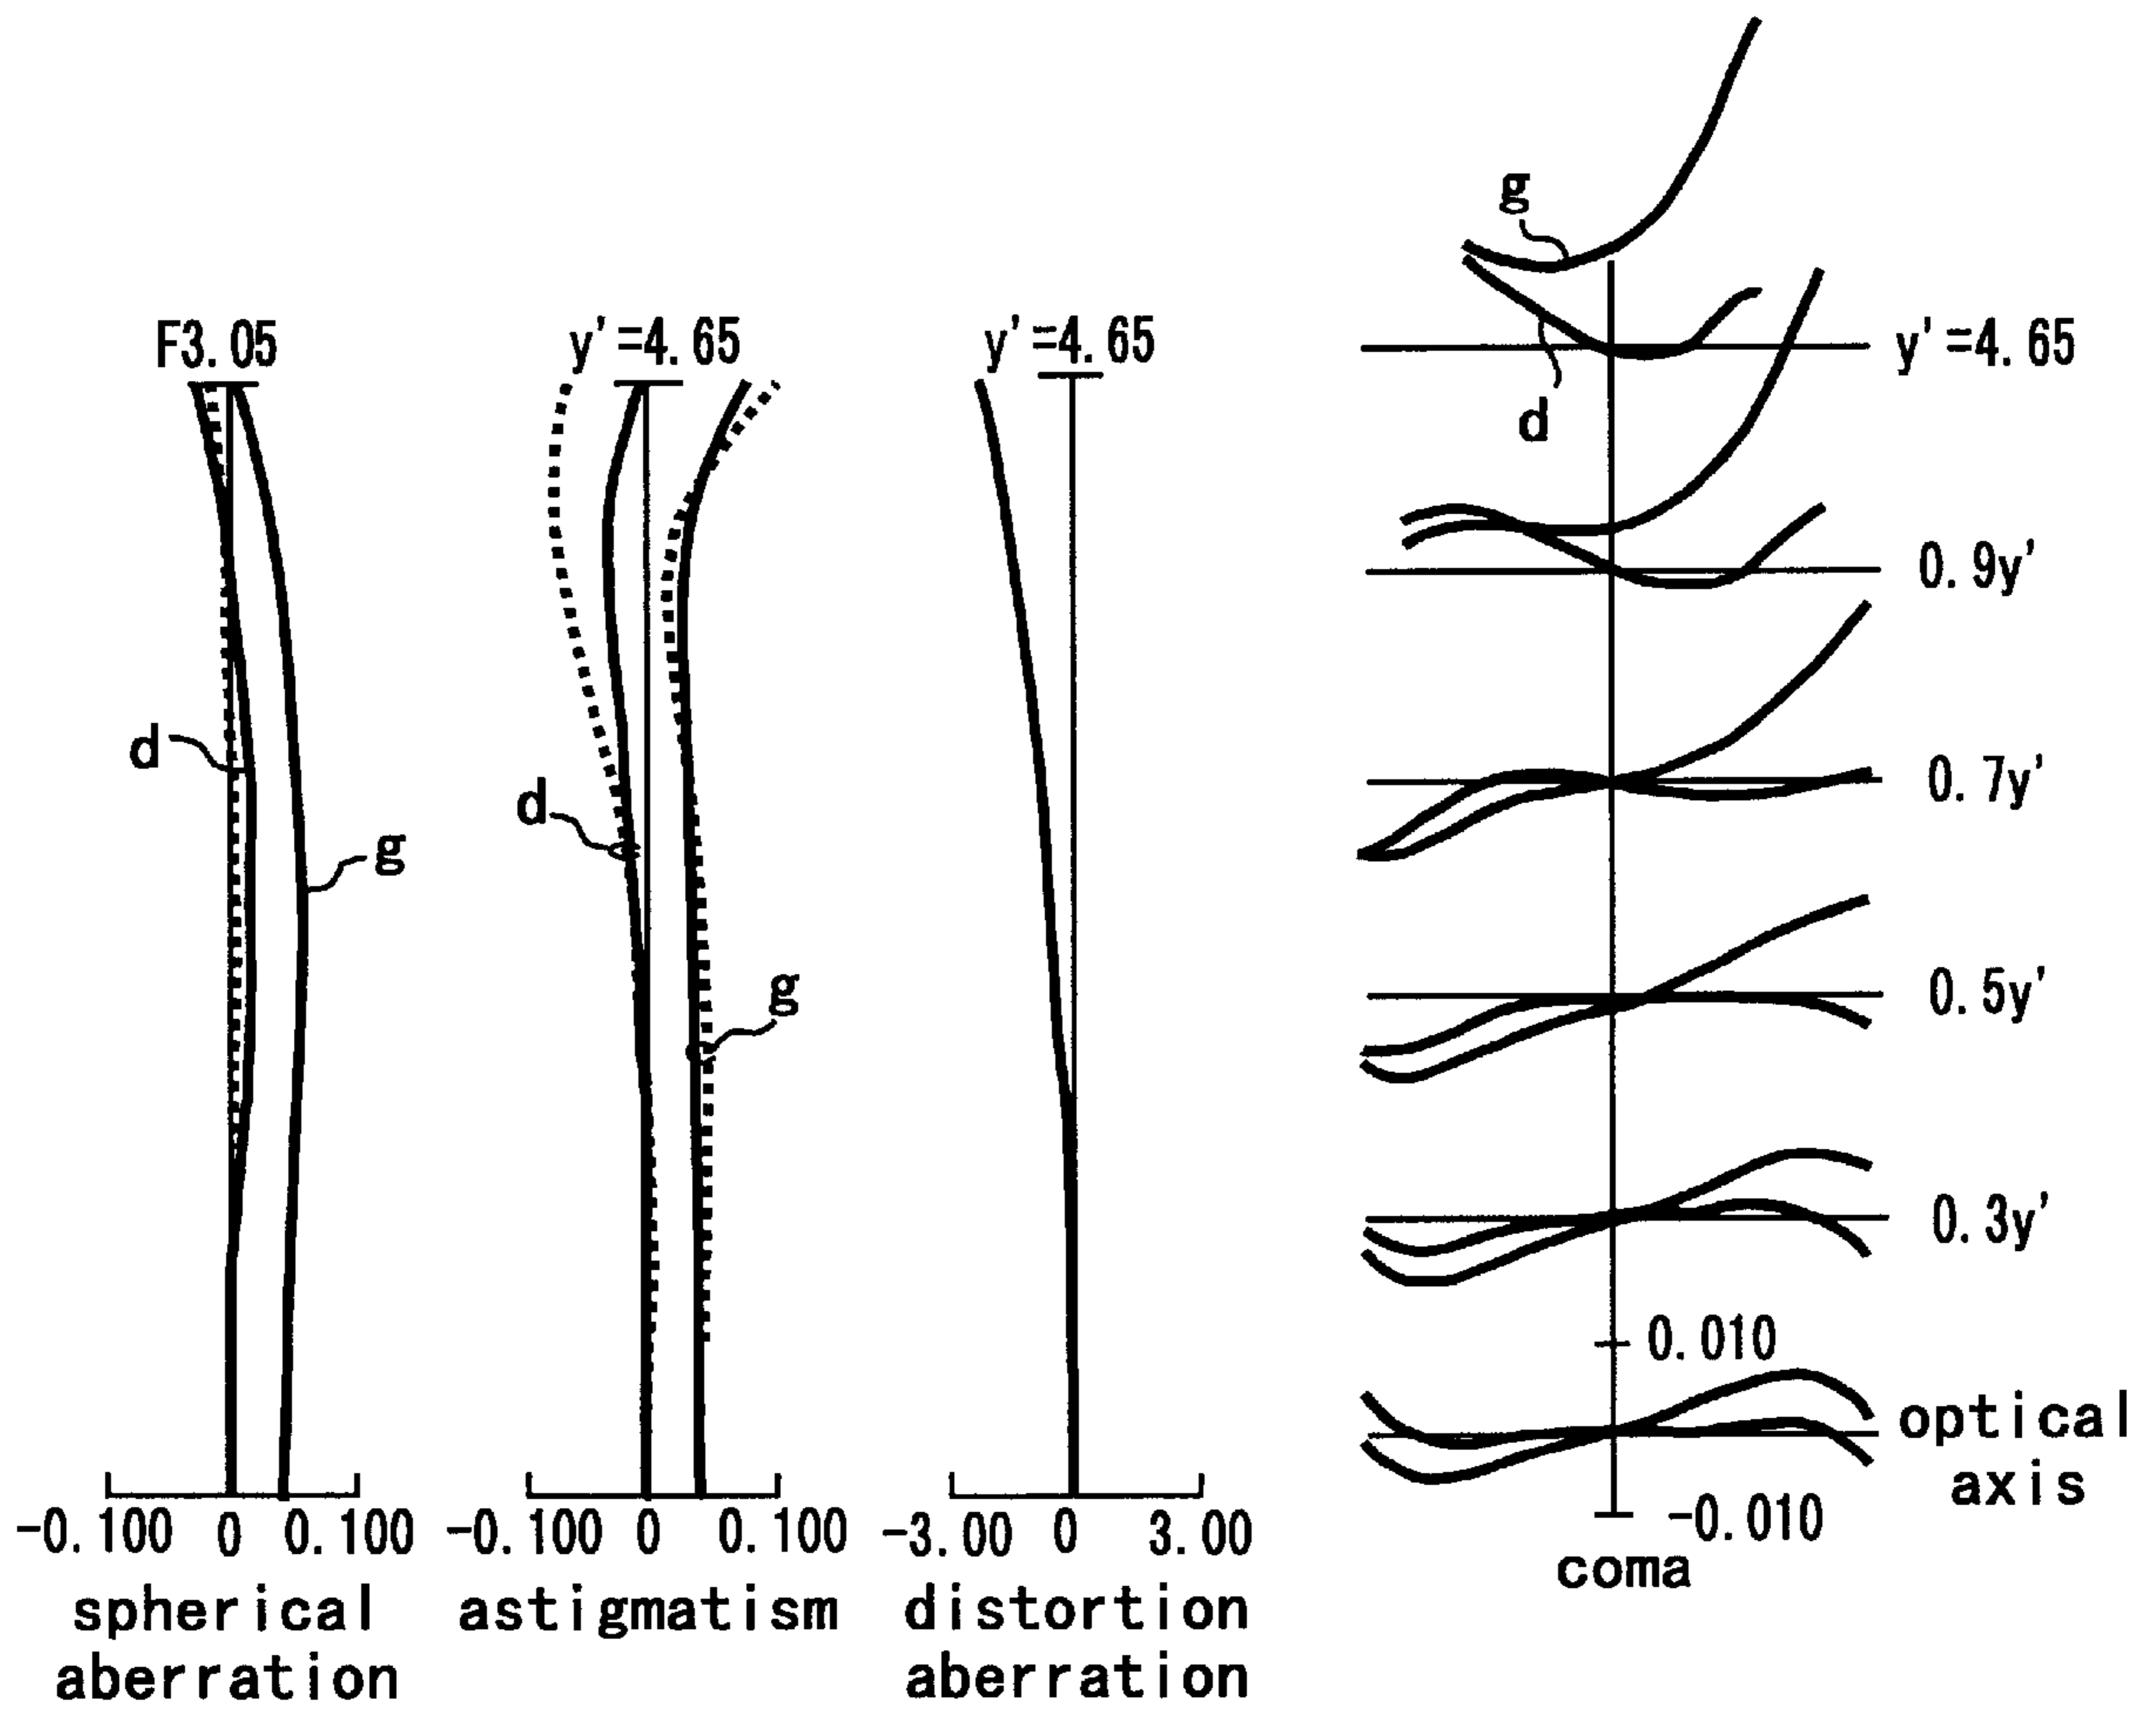 F3.05
d
g
-0.100 0 0.100
spherical
aberration
y'=4.65
d
g
-0.100 0 0.100
astigmatism
y'=4.65
-3.00 0 3.00
distortion
aberration
g
d
y'=4.65
0.9y'
0.7y'
0.5y'
0.3y'
0.010
optical
axis
-0.010
coma